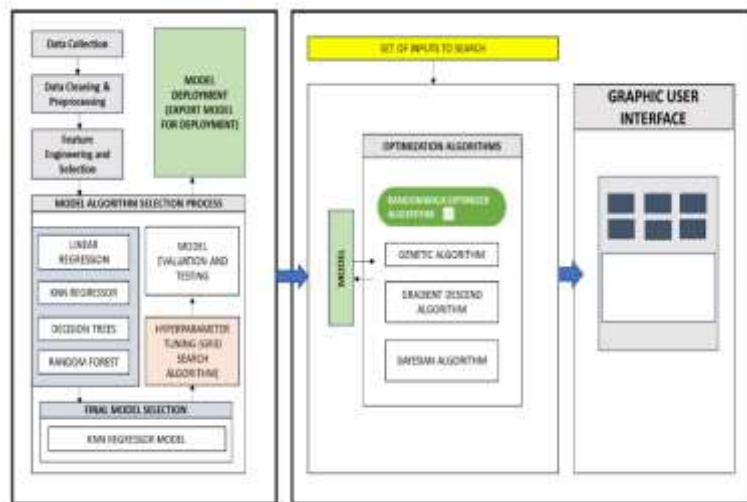 Data Collection
Data Cleaning &
Preprocessing
Feature
Engineering and
Selection
MODEL
DEPLOYMENT
(EXPORT MODEL
FOR DEPLOYMENT)
MODEL ALGORITHM SELECTION PROCESS
LINEAR
REGRESSION
KNN REGRESSOR
DECISION TREES
RANDOM FOREST
MODEL
EVALUATION AND
TESTING
HYPERPARAMETER
TUNING (GRID
SEARCH
ALGORITHM)
FINAL MODEL SELECTION
KNN REGRESSOR MODEL
SET OF INPUTS TO SEARCH
MODEL
OPTIMIZATION ALGORITHMS
RANDOMWALK OPTIMIZER
ALGORITHM
GENETIC ALGORITHM
GRADIENT DESCEND
ALGORITHM
BAYESIAN ALGORITHM
GRAPHIC USER
INTERFACE